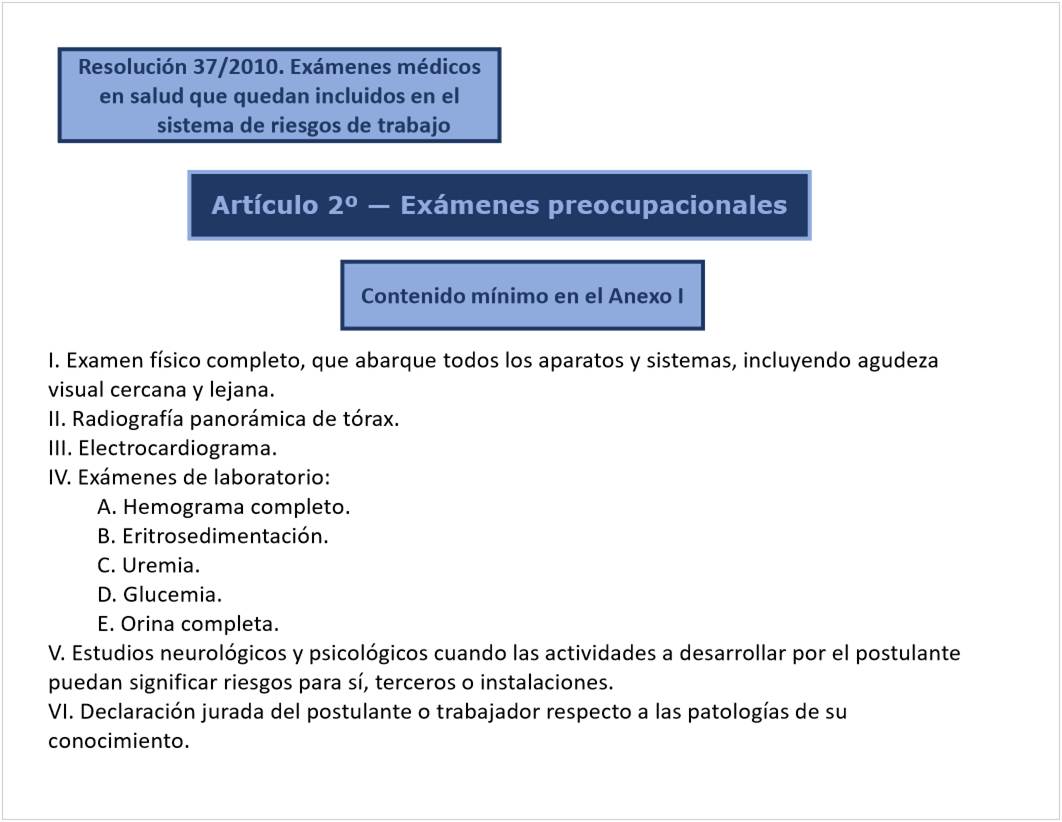 Resolución 37/2010. Exámenes médicos
en salud que quedan incluidos en el
sistema de riesgos de trabajo
Artículo 2º — Exámenes preocupacionales
Contenido mínimo en el Anexo I
I. Examen físico completo, que abarque todos los aparatos y sistemas, incluyendo agudeza
visual cercana y lejana.
II. Radiografía panorámica de tórax.
III. Electrocardiograma.
IV. Exámenes de laboratorio:
A. Hemograma completo.
B. Eritrosedimentación.
C. Uremia.
D. Glucemia.
E. Orina completa.
V. Estudios neurológicos y psicológicos cuando las actividades a desarrollar por el postulante
puedan significar riesgos para sí, terceros o instalaciones.
VI. Declaración jurada del postulante o trabajador respecto a las patologías de su
conocimiento.